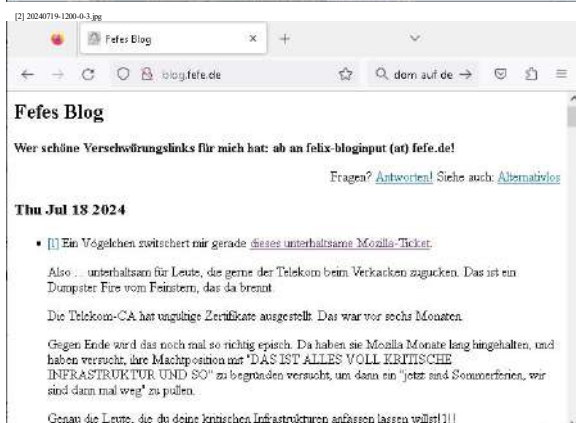 [2] 20240719-1200-0-3.jpg
Fefes Blog
blog.fefe.de
dom auf de →
Fefes Blog
Wer schöne Verschwörungslinks für mich hat: ab an felix-bloginput (at) fefe.de!
Fragen? Antworten! Siehe auch: Alternativlos
Thu Jul 18 2024
[l] Ein Vögelchen zwitschert mir gerade dieses unterhaltsame Mozilla-Ticket.
Also ... unterhaltsam für Leute, die gerne der Telekom beim Verkacken zugucken. Das ist ein
Dumpster Fire vom Feinstern, das da brennt.
Die Telekom-CA hat ungültige Zertifikate ausgestellt. Das war vor sechs Monaten.
Gegen Ende wird das noch mal so richtig episch. Da haben sie Mozilla Monate lang hingehalten, und
haben versucht, ihre Machtposition mit "DAS IST ALLES VOLL KRITISCHE
INFRASTRUKTUR UND SO" zu begründen versucht, um dann ein "jetzt sind Sommerferien, wir
sind dann mal weg" zu pullen.
Genau die Leute, die du deine kritischen Infrastrukturen anfassen lassen willst!1!!